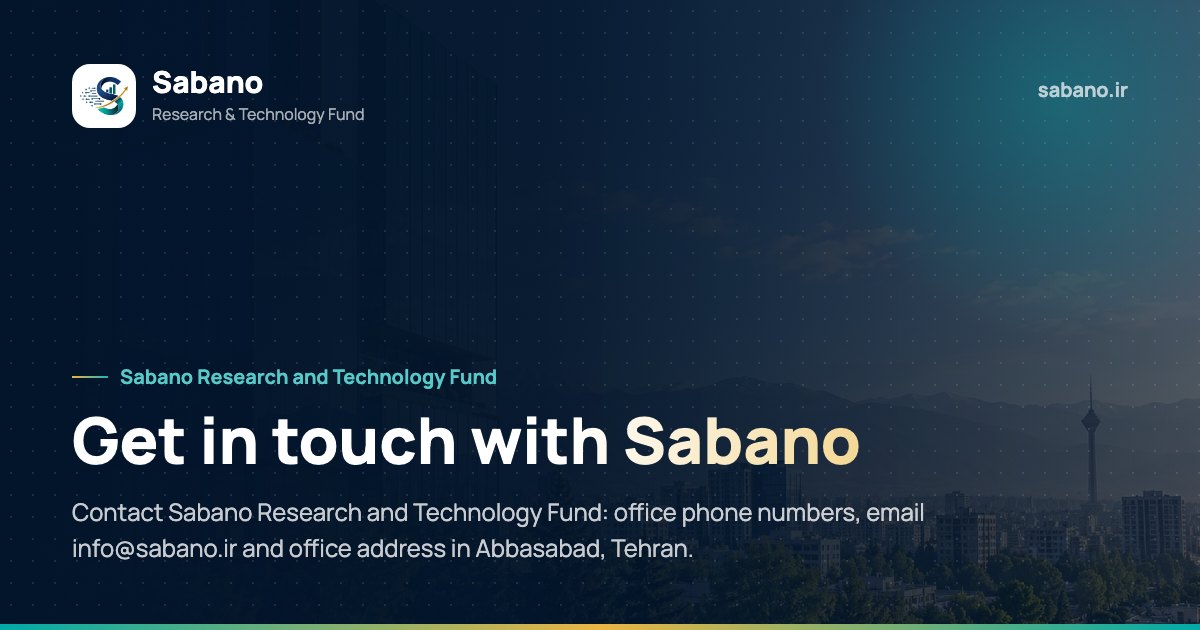 Sabano
Research & Technology Fund
sabano.ir
Sabano Research and Technology Fund
Get in touch with Sabano
Contact Sabano Research and Technology Fund: office phone numbers, email
info@sabano.ir and office address in Abbasabad, Tehran.